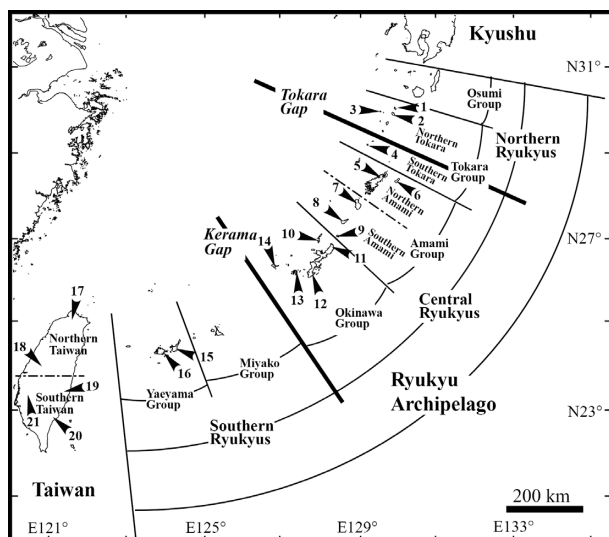 Kyushu
N31°
Tokara
Gap
Osumi
Group
3
1
2
Northern
Tokara
Northern
Ryukyus
4
Southern
Tokara
Tokara
Group
5
6
7
Northern
Amami
8
Kerama
Gap
14
10
9
Southern
Amami
Amami
Group
N27°
11
13
12
Okinawa
Group
Central
Ryukyus
17
Northern
Taiwan
18
15
16
Miyako
Group
Ryukyu
Archipelago
19
Southern
Taiwan
21
20
Yaeyama
Group
Southern
Ryukyus
N23°
Taiwan
200 km
E121°
E125°
E129°
E133°